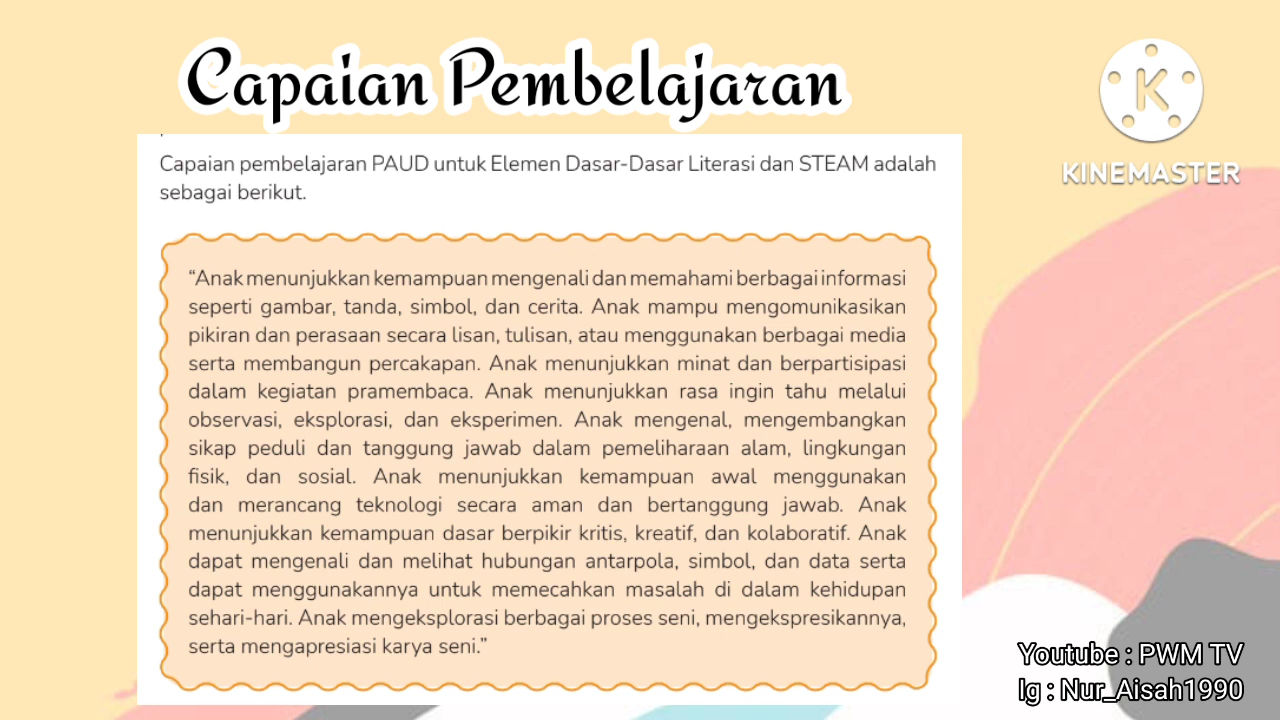 Capaian Pembelajaran
K
KINEMASTER
Capaian pembelajaran PAUD untuk Elemen Dasar-Dasar Literasi dan STEAM adalah
sebagai berikut.
“Anak menunjukkan kemampuan mengenali dan memahami berbagai informasi
seperti gambar, tanda, simbol, dan cerita. Anak mampu mengomunikasikan
pikiran dan perasaan secara lisan, tulisan, atau menggunakan berbagai media
serta membangun percakapan. Anak menunjukkan minat dan berpartisipasi
dalam kegiatan pramembaca. Anak menunjukkan rasa ingin tahu melalui
observasi, eksplorasi, dan eksperimen. Anak mengenal, mengembangkan
sikap peduli dan tanggung jawab dalam pemeliharaan alam, lingkungan
fisik, dan sosial. Anak menunjukkan kemampuan awal menggunakan
dan merancang teknologi secara aman dan bertanggung jawab. Anak
menunjukkan kemampuan dasar berpikir kritis, kreatif, dan kolaboratif. Anak
dapat mengenali dan melihat hubungan antarpola, simbol, dan data serta
dapat menggunakannya untuk memecahkan masalah di dalam kehidupan
sehari-hari. Anak mengeksplorasi berbagai proses seni, mengekspresikannya,
serta mengapresiasi karya seni.”
Youtube : PWM TV
Ig : Nur_Aisah1990